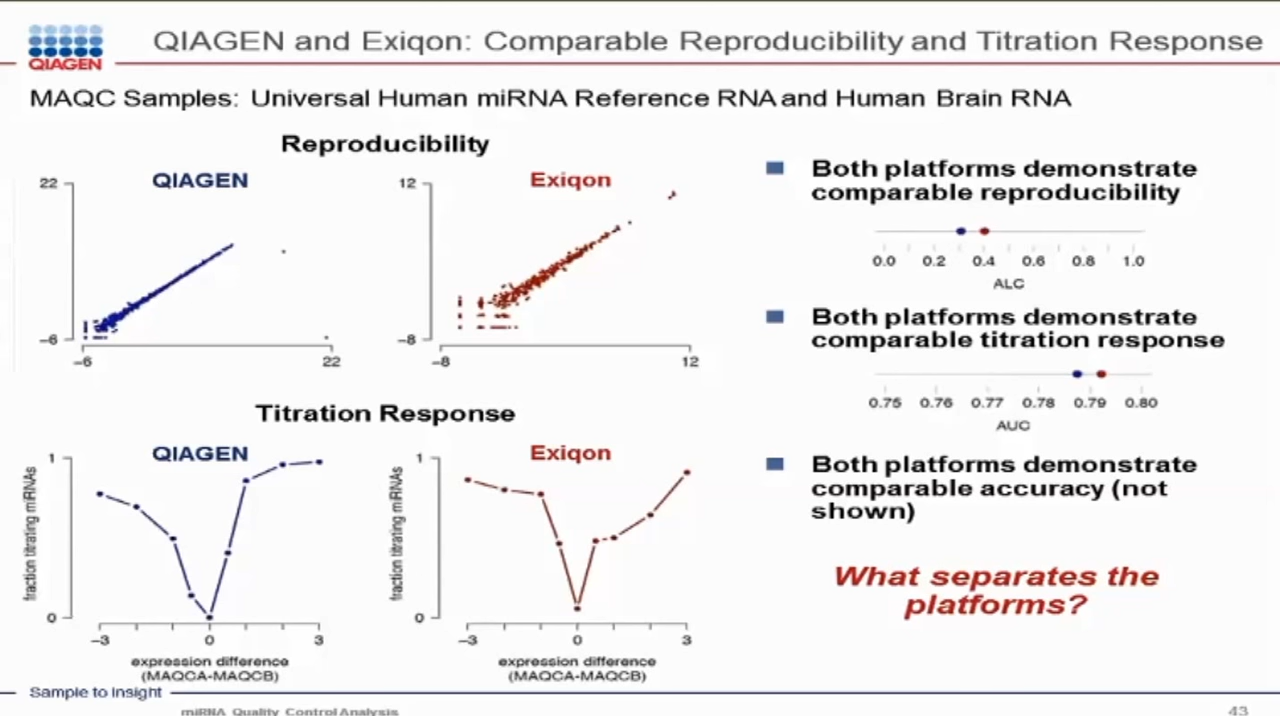 QIAGEN and Exiqon: Comparable Reproducibility and Titration Response
QIAGEN
MAQC Samples: Universal Human miRNA Reference RNA and Human Brain RNA
Reproducibility
QIAGEN
22
−6
−6
22
Exiqon
12
−8
−8
12
Titration Response
QIAGEN
fraction titrating miRNAs
1
0
−3
0
3
expression difference
(MAQCA-MAQCB)
Exiqon
fraction titrating miRNAs
1
0
−3
0
3
expression difference
(MAQCA-MAQCB)
Both platforms demonstrate
comparable reproducibility
0.0 0.2 0.4 0.6 0.8 1.0
ALC
Both platforms demonstrate
comparable titration response
0.75 0.76 0.77 0.78 0.79 0.80
AUC
Both platforms demonstrate
comparable accuracy (not
shown)
What separates the
platforms?
Sample to Insight
miRNA Quality Control Analysis
43